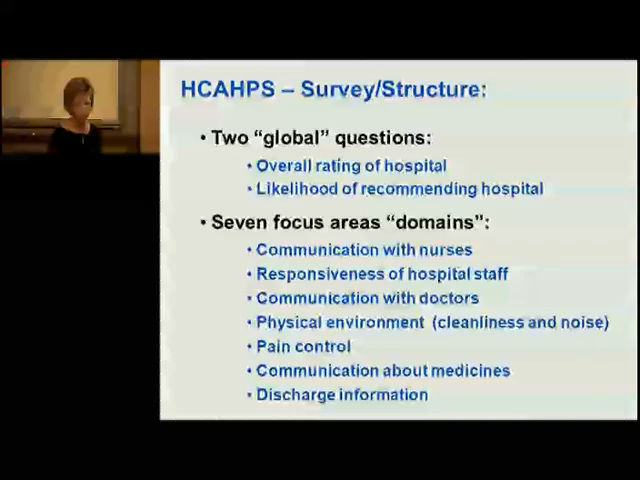 HCAHPS – Survey/Structure:
• Two “global” questions:
• Overall rating of hospital
• Likelihood of recommending hospital
• Seven focus areas “domains”:
• Communication with nurses
• Responsiveness of hospital staff
• Communication with doctors
• Physical environment (cleanliness and noise)
• Pain control
• Communication about medicines
• Discharge information